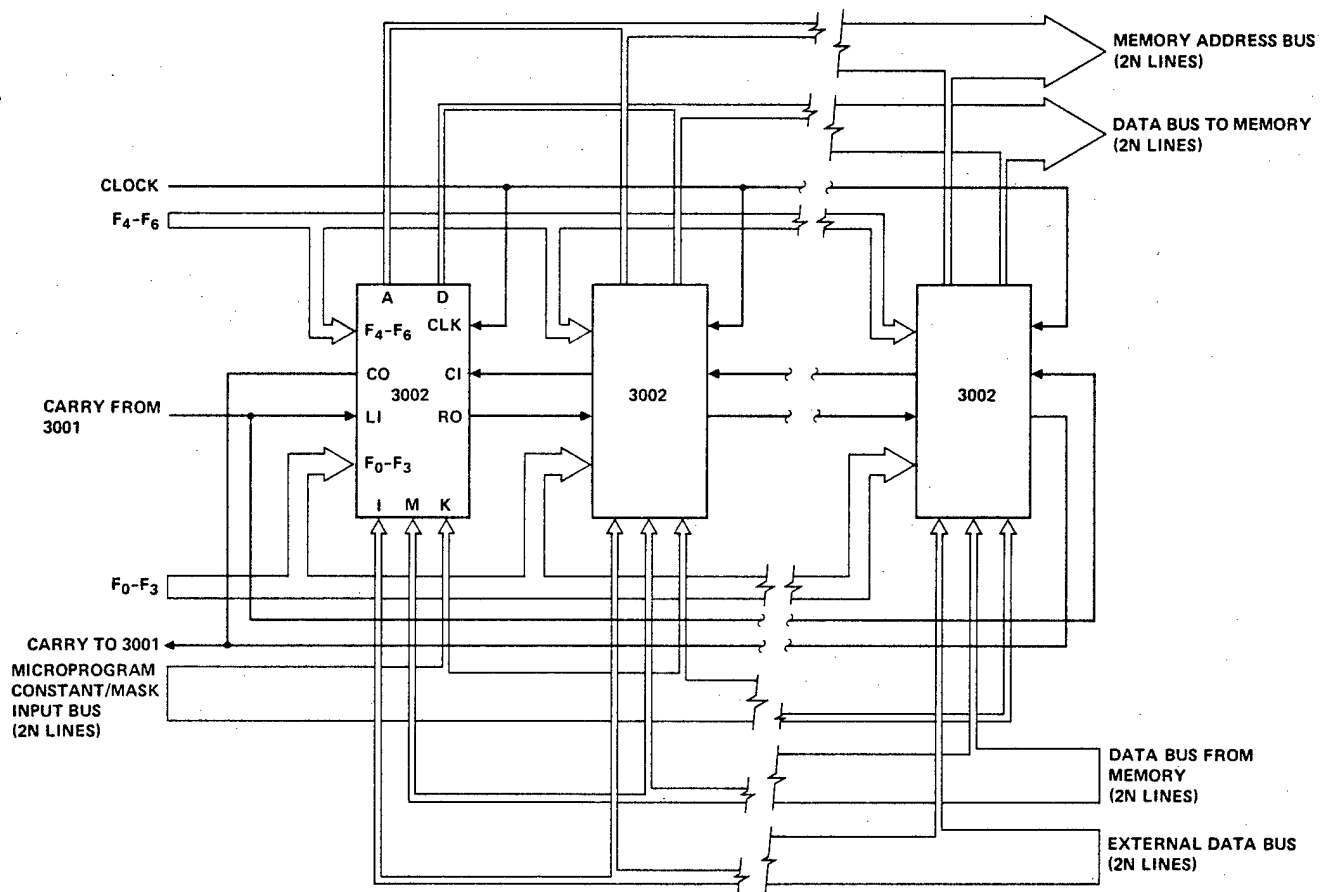 MEMORY ADDRESS BUS
(2N LINES)
DATA BUS TO MEMORY
(2N LINES)
CLOCK
F4-F6
A D
F4-F6 CLK
CO CI
3002
3002
3002
CARRY FROM
3001
LI RO
F0-F3
I M K
F0-F3
CARRY TO 3001
MICROPROGRAM
CONSTANT/MASK
INPUT BUS
(2N LINES)
DATA BUS FROM
MEMORY
(2N LINES)
EXTERNAL DATA BUS
(2N LINES)